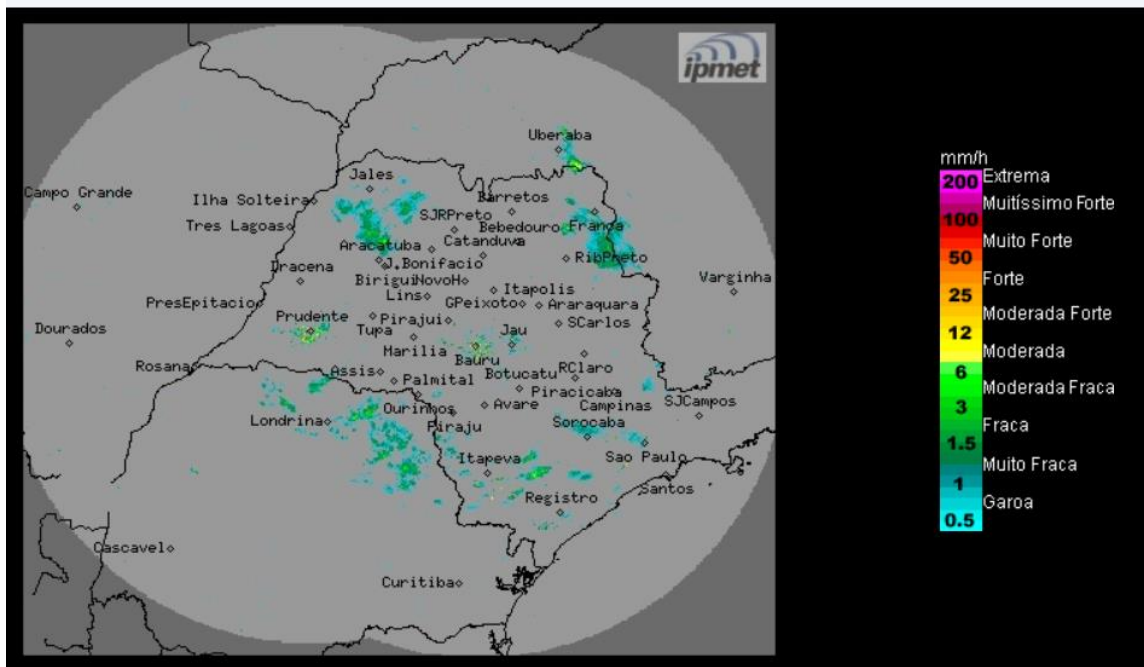 ipmet
Uberaba
Jales
Campo Grande
Ilha Solteira
Barretos
SJRPreto
Tres Lagoas
Bebedouro
Franca
Catanduva
Aracatuba
J.Bonifacio
RibPreto
Dracena
Birigui
NovoH
Itapolis
Varginha
Lins
PresEpitacio
GPeixoto
Araraquara
Prudente
Pirajui
SCarlos
Dourados
Tupa
Jau
Marilia
Bauru
Rosana
Assis
Botucatu
RClaro
Palmital
Piracicaba
Ourinhos
Avare
Campinas
SJCampos
Londrina
Piraju
Sorocaba
Itapeva
Sao Paulo
Registro
Santos
Cascavel
Curitiba
mm/h
200 Extrema
Muitíssimo Forte
100
Muito Forte
50
Forte
25
Moderada Forte
12
Moderada
6
Moderada Fraca
3
Fraca
1.5
Muito Fraca
1
Garoa
0.5